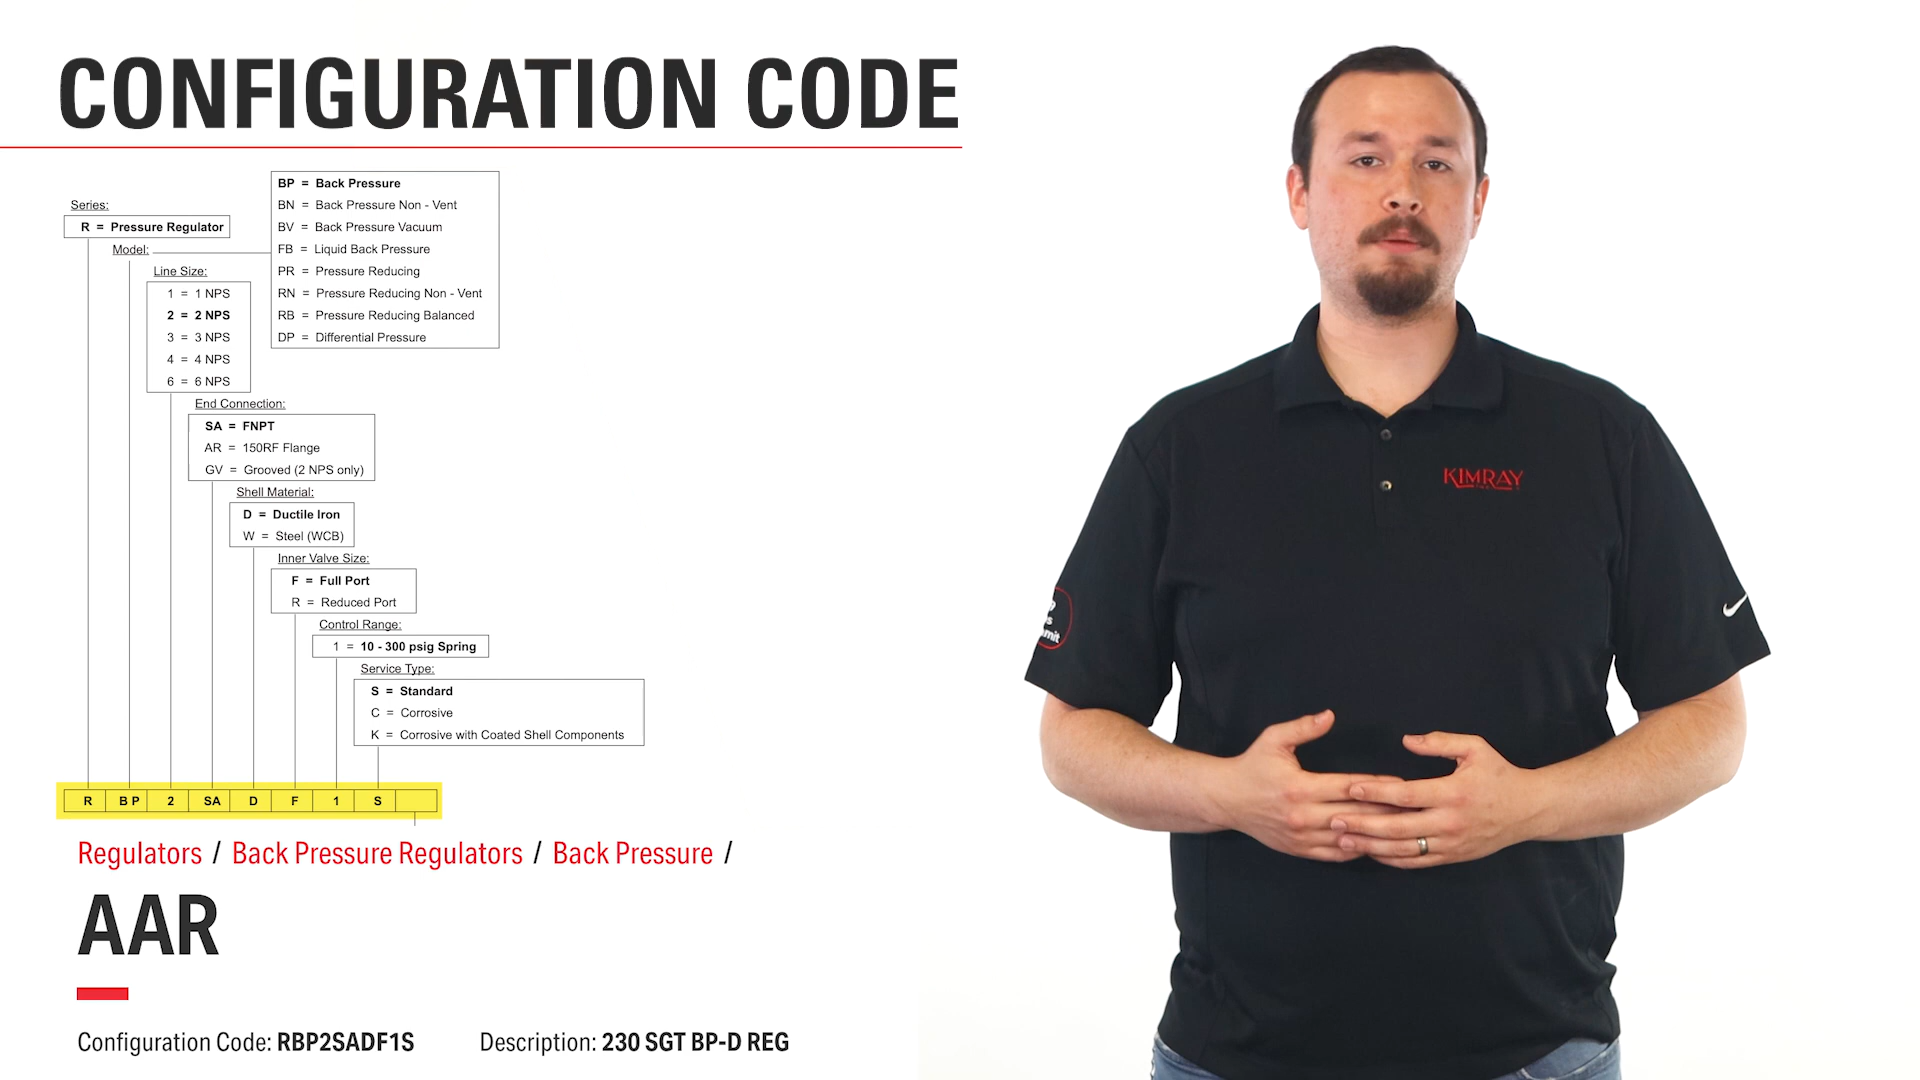 CONFIGURATION CODE
Series:
R = Pressure Regulator
Model:
BP = Back Pressure
BN = Back Pressure Non - Vent
BV = Back Pressure Vacuum
FB = Liquid Back Pressure
PR = Pressure Reducing
RN = Pressure Reducing Non - Vent
RB = Pressure Reducing Balanced
DP = Differential Pressure
Line Size:
1 = 1 NPS
2 = 2 NPS
3 = 3 NPS
4 = 4 NPS
6 = 6 NPS
End Connection:
SA = FNPT
AR = 150RF Flange
GV = Grooved (2 NPS only)
Shell Material:
D = Ductile Iron
W = Steel (WCB)
Inner Valve Size:
F = Full Port
R = Reduced Port
Control Range:
1 = 10 - 300 psig Spring
Service Type:
S = Standard
C = Corrosive
K = Corrosive with Coated Shell Components
R BP 2 SA D F 1 S
Regulators / Back Pressure Regulators / Back Pressure /
AAR
Configuration Code: RBP2SADF1S Description: 230 SGT BP-D REG
KIMRAY